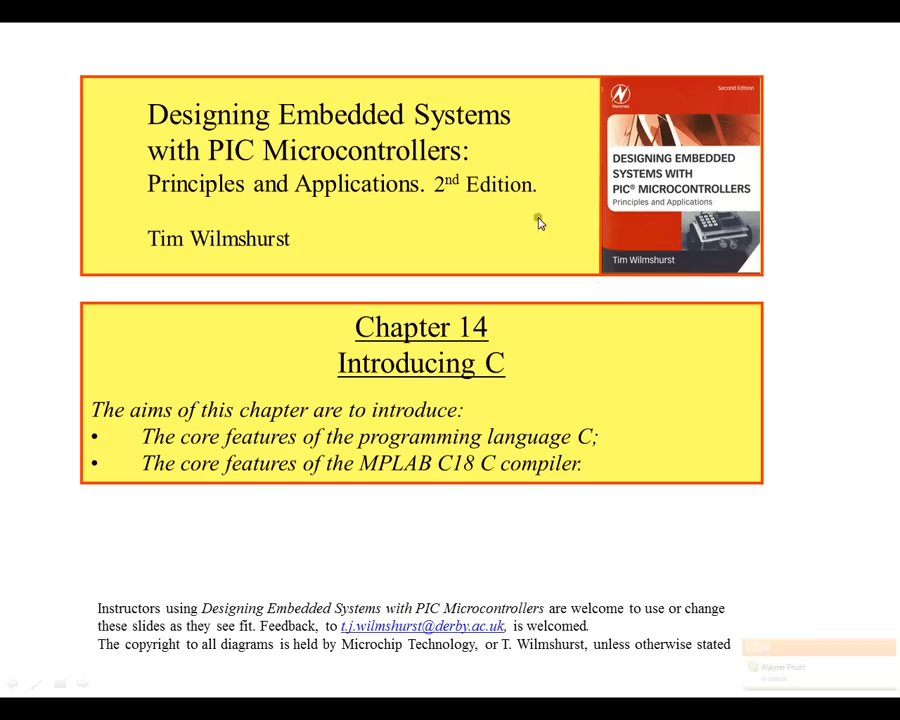 Designing Embedded Systems
with PIC Microcontrollers:
Principles and Applications. 2nd Edition.
Tim Wilmshurst
Second Edition
Newnes
DESIGNING EMBEDDED
SYSTEMS WITH
PIC® MICROCONTROLLERS
Principles and Applications
Tim Wilmshurst
Chapter 14
Introducing C
The aims of this chapter are to introduce:
• The core features of the programming language C;
• The core features of the MPLAB C18 C compiler.
Instructors using Designing Embedded Systems with PIC Microcontrollers are welcome to use or change
these slides as they see fit. Feedback, to t.j.wilmshurst@derby.ac.uk, is welcomed.
The copyright to all diagrams is held by Microchip Technology, or T. Wilmshurst, unless otherwise stated
Wayne Pruitt